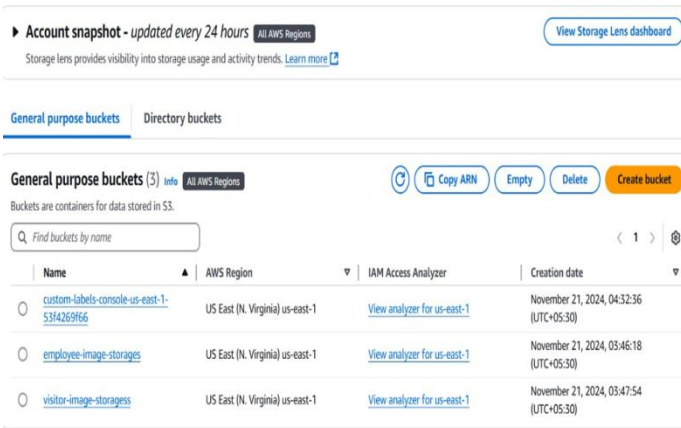 Account snapshot - updated every 24 hours All AWS Regions
View Storage Lens dashboard
Storage lens provides visibility into storage usage and activity trends. Learn more
General purpose buckets Directory buckets
General purpose buckets (3) Info All AWS Regions
Copy ARN Empty Delete Create bucket
Buckets are containers for data stored in S3.
Find buckets by name
1
Name AWS Region IAM Access Analyzer Creation date
custom-labels-console-us-east-1-
53f4269f66
US East (N. Virginia) us-east-1 View analyzer for us-east-1
November 21, 2024, 04:32:36
(UTC+05:30)
employee-image-storages US East (N. Virginia) us-east-1 View analyzer for us-east-1
November 21, 2024, 03:46:18
(UTC+05:30)
visitor-image-storagess US East (N. Virginia) us-east-1 View analyzer for us-east-1
November 21, 2024, 03:47:54
(UTC+05:30)